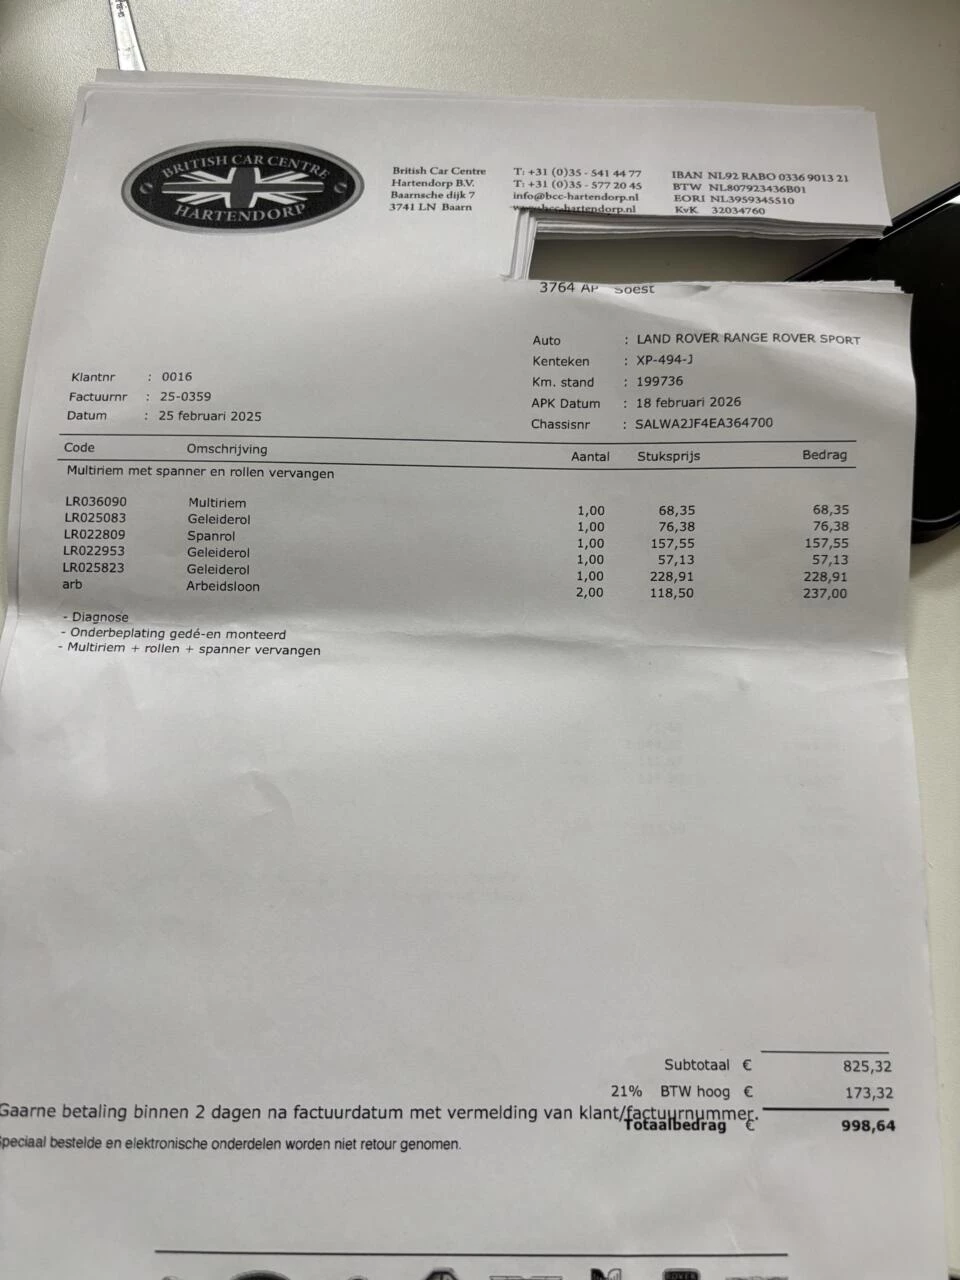 BRITISH CAR CENTRE
HARTENDORP
British Car Centre
Hartendorp B.V.
Baarnsche dijk 7
3741 LN Baarn
T: +31 (0)35 - 541 44 77
T: +31 (0)35 - 577 20 45
info@bcc-hartendorp.nl
www.bcc-hartendorp.nl
IBAN NL92 RABO 0336 9013 21
BTW NL807923436B01
EORI NL3959345510
KvK 32034760
3764 AP Soest
Auto : LAND ROVER RANGE ROVER SPORT
Kenteken : XP-494-J
Km. stand : 199736
APK Datum : 18 februari 2026
Chassisnr : SALWA2JF4EA364700
Klantnr : 0016
Factuurnr : 25-0359
Datum : 25 februari 2025
Code Omschrijving Aantal Stuksprijs Bedrag
Multiriem met spanner en rollen vervangen
LR036090 Multiriem 1,00 68,35 68,35
LR025083 Geleiderol 1,00 76,38 76,38
LR022809 Spanrol 1,00 157,55 157,55
LR022953 Geleiderol 1,00 57,13 57,13
LR025823 Geleiderol 1,00 228,91 228,91
arb Arbeidsloon 2,00 118,50 237,00
- Diagnose
- Onderbeplating gedé-en monteerd
- Multiriem + rollen + spanner vervangen
Subtotaal € 825,32
21% BTW hoog € 173,32
Gaarne betaling binnen 2 dagen na factuurdatum met vermelding van klant/factuurnummer.
Totaalbedrag € 998,64
Speciaal bestelde en elektronische onderdelen worden niet retour genomen.